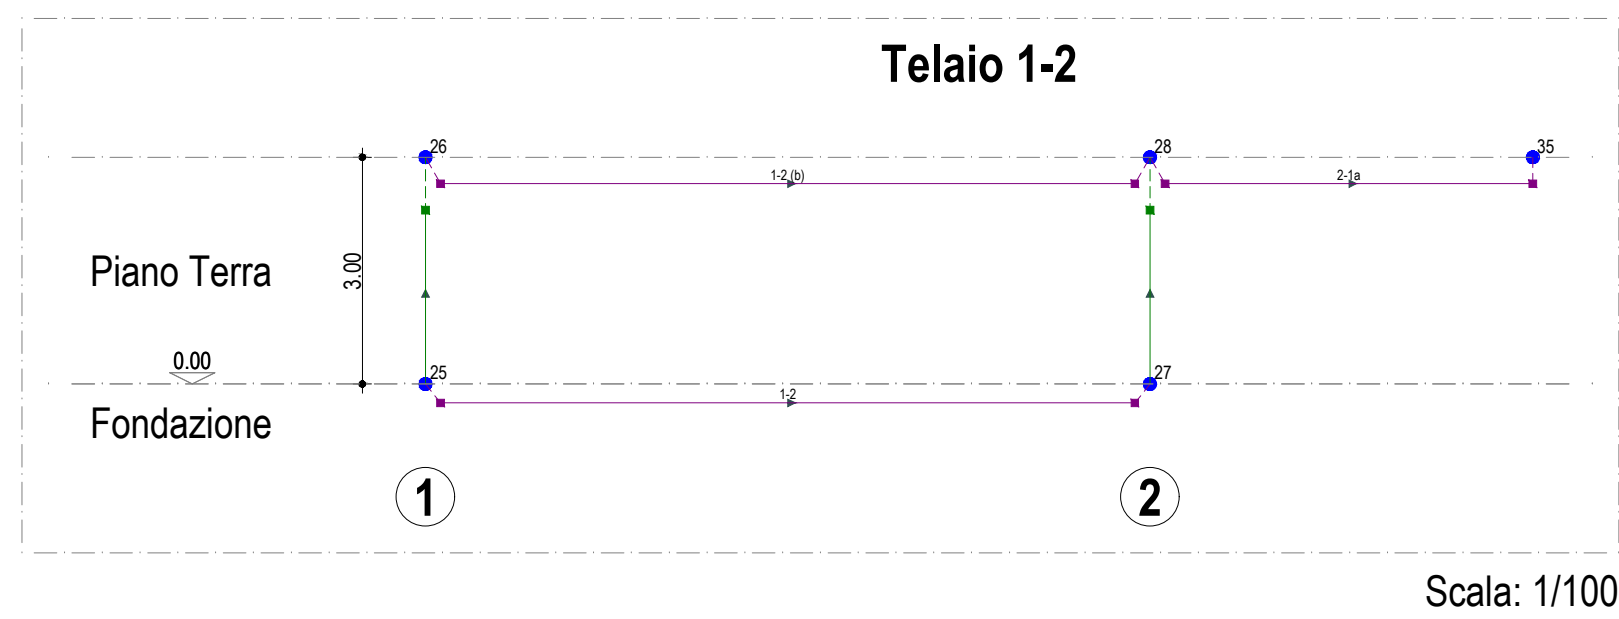 Telaio 1-2
26
28
35
1-2 (b)
2-1a
Piano Terra
3.00
0.00
25
27
1-2
Fondazione
1
2
Scala: 1/100